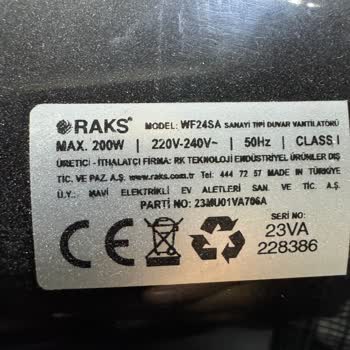 RAKS® MODEL: WF24SA SANAYİ TİPİ DUVAR VANTİLATÖRÜ
MAX. 200W | 220V-240V~ | 50Hz | CLASS I
ÜRETİCİ - İTHALATÇI FİRMA: RK TEKNOLOJİ ENDÜSTRİYEL ÜRÜNLER DIŞ
TİC. VE PAZ. A.Ş. www.raks.com.tr Tel: 444 72 57 MADE IN TÜRKİYE
Ü.Y.: MAVİ ELEKTRİKLİ EV ALETLERİ SAN. VE TİC. A.Ş.
PARTİ NO: 23MU01VA706A
CE
SERİ NO:
23VA
228386